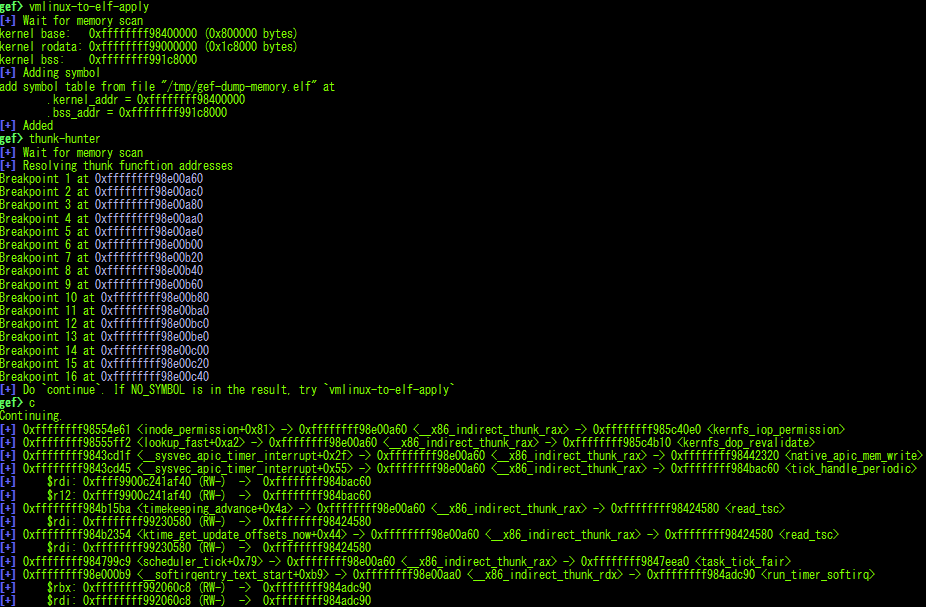 gef> vmlinux-to-elf-apply
[+] Wait for memory scan
kernel base:   0xffffffff98400000 (0x800000 bytes)
kernel rodata: 0xffffffff99000000 (0x1c8000 bytes)
kernel bss:    0xffffffff991c8000
[+] Adding symbol
add symbol table from file "/tmp/gef-dump-memory.elf" at
        .kernel_addr = 0xffffffff98400000
        .bss_addr = 0xffffffff991c8000
[+] Added
gef> thunk-hunter
[+] Wait for memory scan
[+] Resolving thunk funcftion addresses
Breakpoint 1 at 0xffffffff98e00a60
Breakpoint 2 at 0xffffffff98e00ac0
Breakpoint 3 at 0xffffffff98e00a80
Breakpoint 4 at 0xffffffff98e00aa0
Breakpoint 5 at 0xffffffff98e00ae0
Breakpoint 6 at 0xffffffff98e00b00
Breakpoint 7 at 0xffffffff98e00b20
Breakpoint 8 at 0xffffffff98e00b40
Breakpoint 9 at 0xffffffff98e00b60
Breakpoint 10 at 0xffffffff98e00b80
Breakpoint 11 at 0xffffffff98e00ba0
Breakpoint 12 at 0xffffffff98e00bc0
Breakpoint 13 at 0xffffffff98e00be0
Breakpoint 14 at 0xffffffff98e00c00
Breakpoint 15 at 0xffffffff98e00c20
Breakpoint 16 at 0xffffffff98e00c40
[+] Do `continue`. If NO_SYMBOL is in the result, try `vmlinux-to-elf-apply`
gef> c
Continuing.
[+] 0xffffffff98554e61 <inode_permission+0x81> -> 0xffffffff98e00a60 <__x86_indirect_thunk_rax> -> 0xffffffff985c40e0 <kernfs_iop_permission>
[+] 0xffffffff98555ff2 <lookup_fast+0xa2> -> 0xffffffff98e00a60 <__x86_indirect_thunk_rax> -> 0xffffffff985c4b10 <kernfs_dop_revalidate>
[+] 0xffffffff9843cd1f <__sysvec_apic_timer_interrupt+0x2f> -> 0xffffffff98e00a60 <__x86_indirect_thunk_rax> -> 0xffffffff98442320 <native_apic_mem_write>
[+] 0xffffffff9843cd45 <__sysvec_apic_timer_interrupt+0x55> -> 0xffffffff98e00a60 <__x86_indirect_thunk_rax> -> 0xffffffff984bac60 <tick_handle_periodic>
[+]     $rdi: 0xffff9900c241af40 (RW-)  ->  0xffffffff984bac60
[+]     $r12: 0xffff9900c241af40 (RW-)  ->  0xffffffff984bac60
[+] 0xffffffff984b15ba <timekeeping_advance+0x4a> -> 0xffffffff98e00a60 <__x86_indirect_thunk_rax> -> 0xffffffff98424580 <read_tsc>
[+]     $rdi: 0xffffffff99230580 (RW-)  ->  0xffffffff98424580
[+] 0xffffffff984b2354 <ktime_get_update_offsets_now+0x44> -> 0xffffffff98e00a60 <__x86_indirect_thunk_rax> -> 0xffffffff98424580 <read_tsc>
[+]     $rdi: 0xffffffff99230580 (RW-)  ->  0xffffffff98424580
[+] 0xffffffff984799c9 <scheduler_tick+0x79> -> 0xffffffff98e00a60 <__x86_indirect_thunk_rax> -> 0xffffffff9847eea0 <task_tick_fair>
[+] 0xffffffff98e000b9 <__softirqentry_text_start+0xb9> -> 0xffffffff98e00aa0 <__x86_indirect_thunk_rdx> -> 0xffffffff984adc90 <run_timer_softirq>
[+]     $rbx: 0xffffffff992060c8 (RW-)  ->  0xffffffff984adc90
[+]     $rdi: 0xffffffff992060c8 (RW-)  ->  0xffffffff984adc90